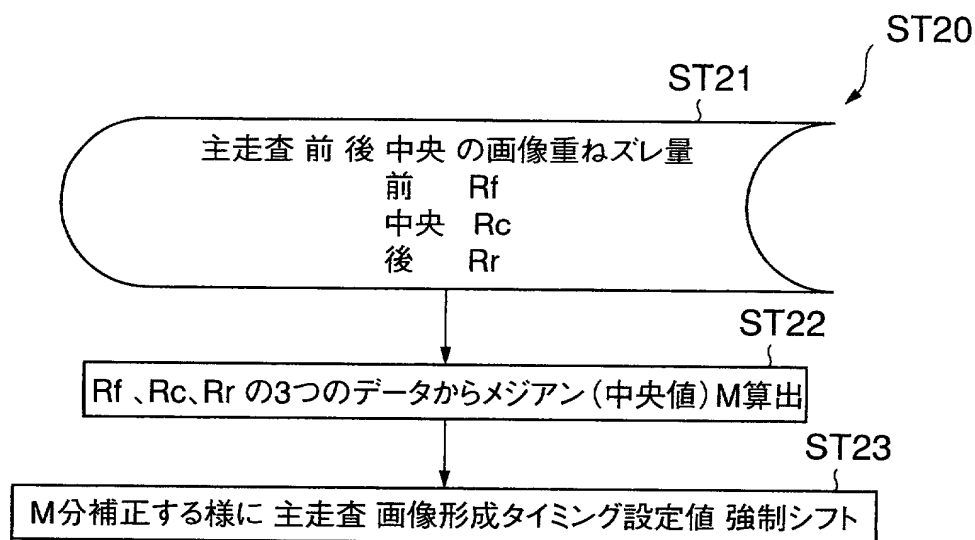 ST20
ST21
主走査 前 後 中央 の画像重ねズレ量
前 Rf
中央 Rc
後 Rr
ST22
Rf 、Rc、Rr の3つのデータからメジアン（中央値）M算出
ST23
M分補正する様に 主走査 画像形成タイミング設定値 強制シフト